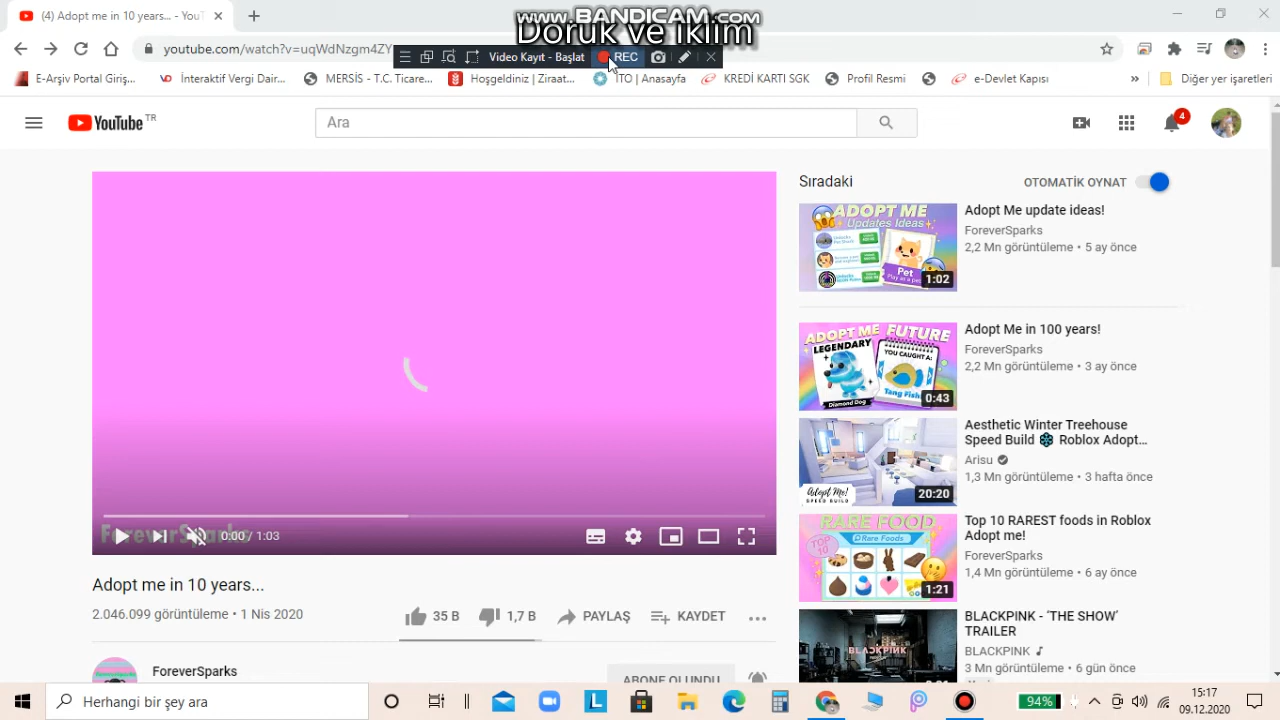 (4) Adopt me in 10 years... - YouT
www.BANDICAM.com
Doruk ve iklim
youtube.com/watch?v=uqWdNzgm4ZY
Video Kayıt - Başlat
REC
E-Arşiv Portal Giriş...
İnteraktif Vergi Dair...
MERSİS - T.C. Ticare...
Hoşgeldiniz | Ziraat...
İTO | Anasayfa
KREDİ KARTI SGK
Profil Resmi
e-Devlet Kapısı
»
Diğer yer işaretleri
YouTube TR
Ara
4
Sıradaki
OTOMATİK OYNAT
ADOPT ME
Updates Ideas
Pet
1:02
Adopt Me update ideas!
ForeverSparks
2,2 Mn görüntüleme • 5 ay önce
ADOPT ME FUTURE
LEGENDARY
YOU CAUGHT A:
Diamond Dog
Tang Fish
0:43
Adopt Me in 100 years!
ForeverSparks
2,2 Mn görüntüleme • 3 ay önce
Adopt Me!
SPEED BUILD
20:20
Aesthetic Winter Treehouse
Speed Build ❄ Roblox Adopt...
Arisu
1,3 Mn görüntüleme • 3 hafta önce
RARE FOOD
TOP 10
Rare Foods
1:21
Top 10 RAREST foods in Roblox
Adopt me!
ForeverSparks
1,4 Mn görüntüleme • 6 ay önce
BLACKPINK
BLACKPINK - 'THE SHOW'
TRAILER
BLACKPINK
3 Mn görüntüleme • 6 gün önce
ForeverSparks
0:00 / 1:03
Adopt me in 10 years...
2.046.039 görüntüleme • 1 Nis 2020
35 B
1,7 B
PAYLAŞ
KAYDET
ForeverSparks
ABONE OLUNDU
Herhangi bir şey ara
94%
15:17
09.12.2020